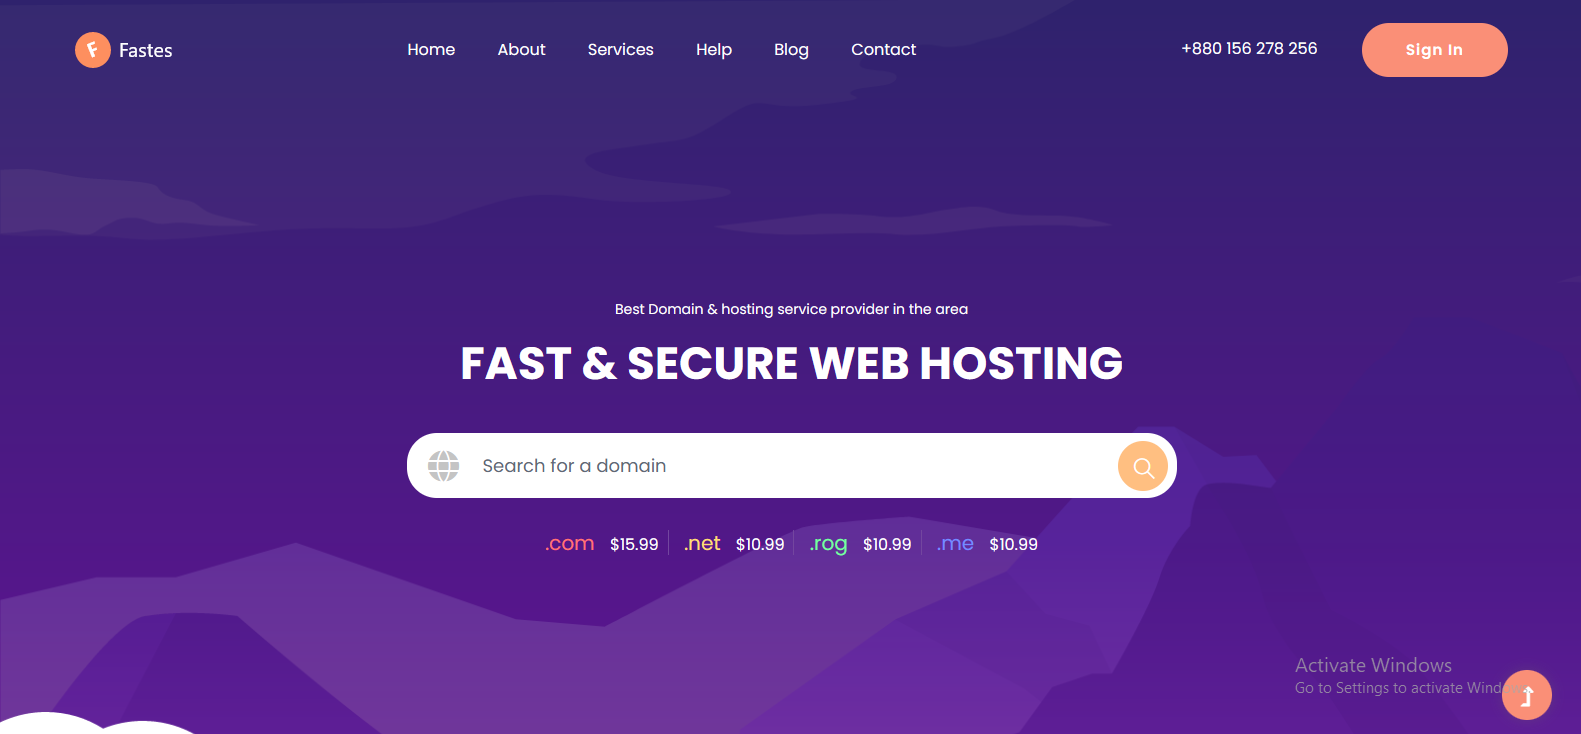 F Fastes
Home About Services Help Blog Contact
+880 156 278 256
Sign In
Best Domain & hosting service provider in the area
FAST & SECURE WEB HOSTING
Search for a domain
.com $15.99 .net $10.99 .rog $10.99 .me $10.99
Activate Windows
Go to Settings to activate Wind